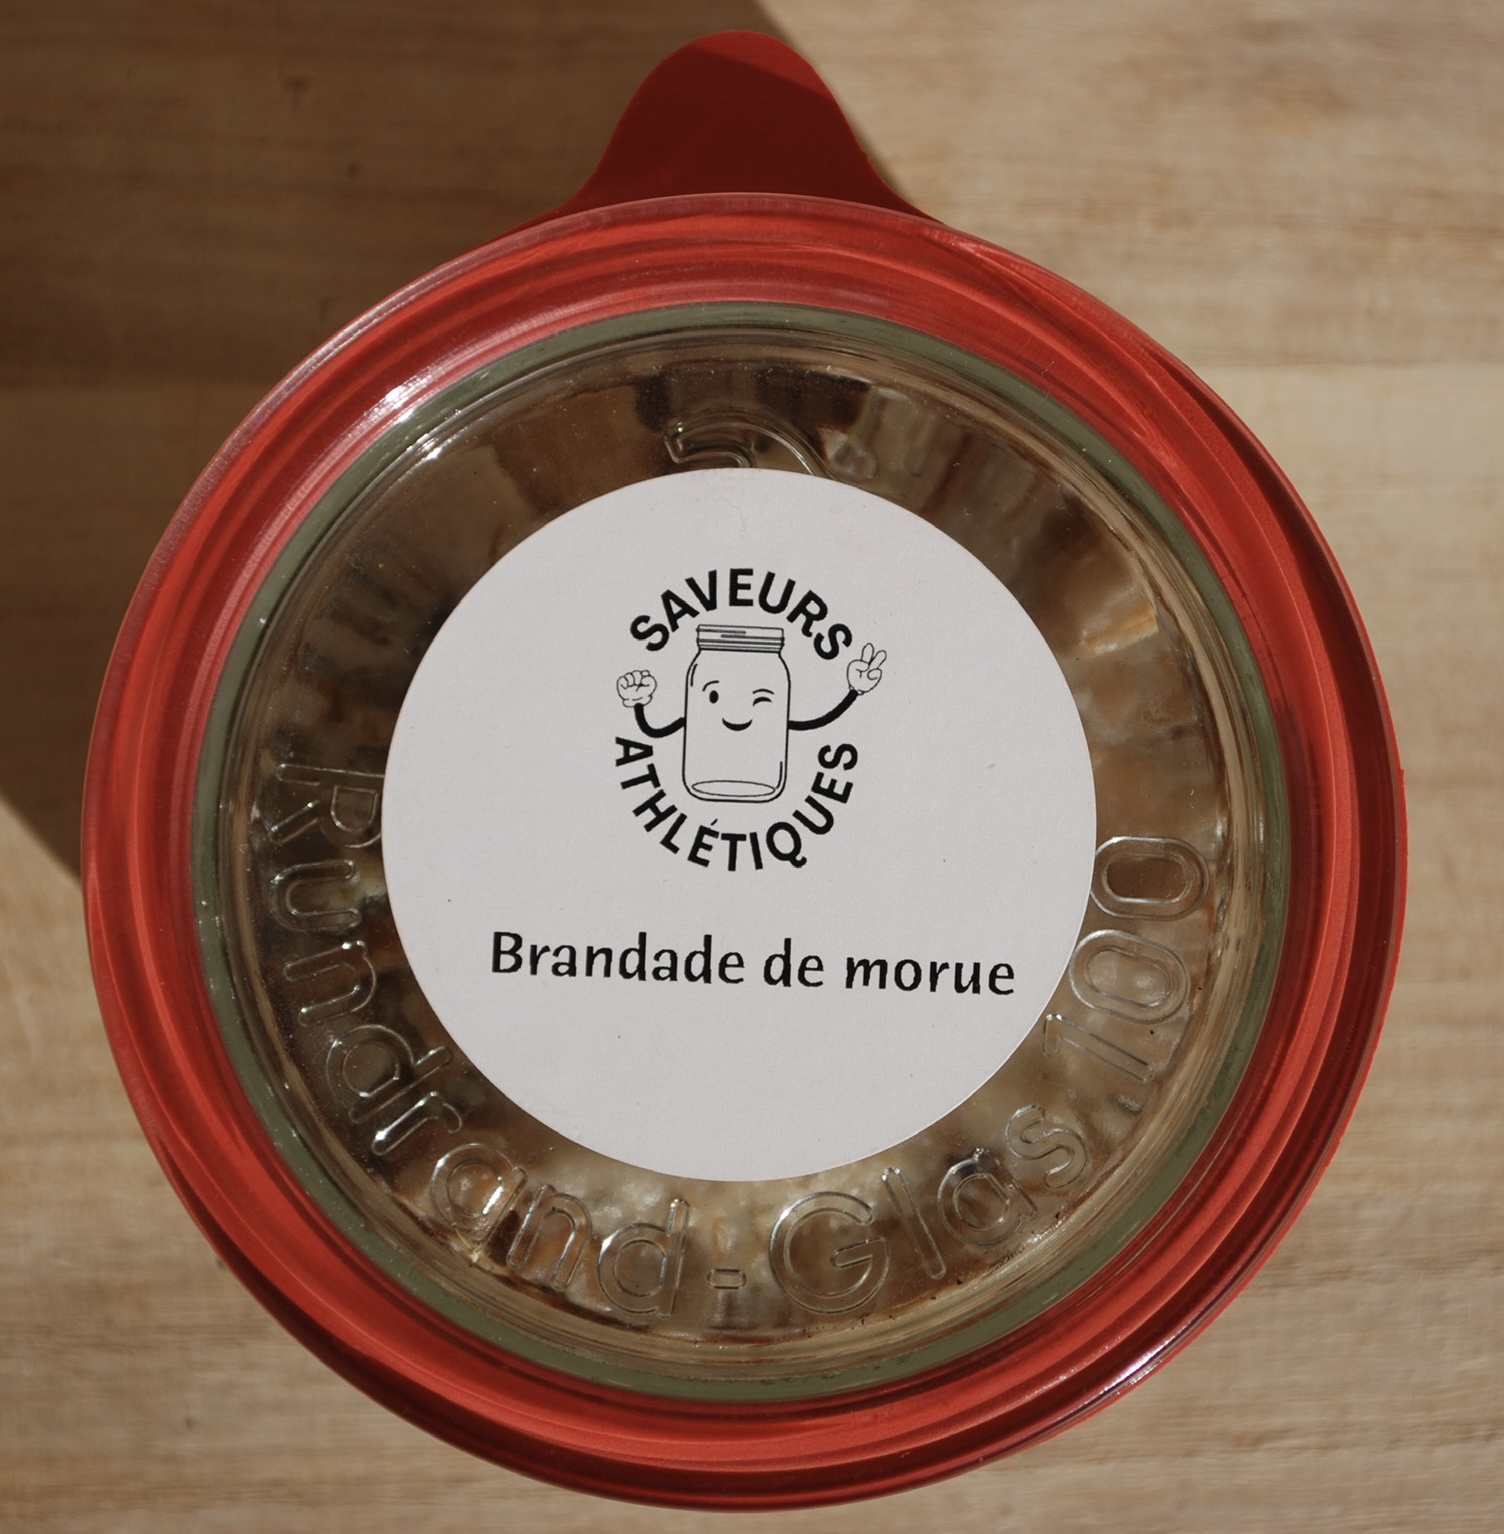 SAVEURS
ATHLÉTIQUES
Brandade de morue
Rundrand-Glas 100